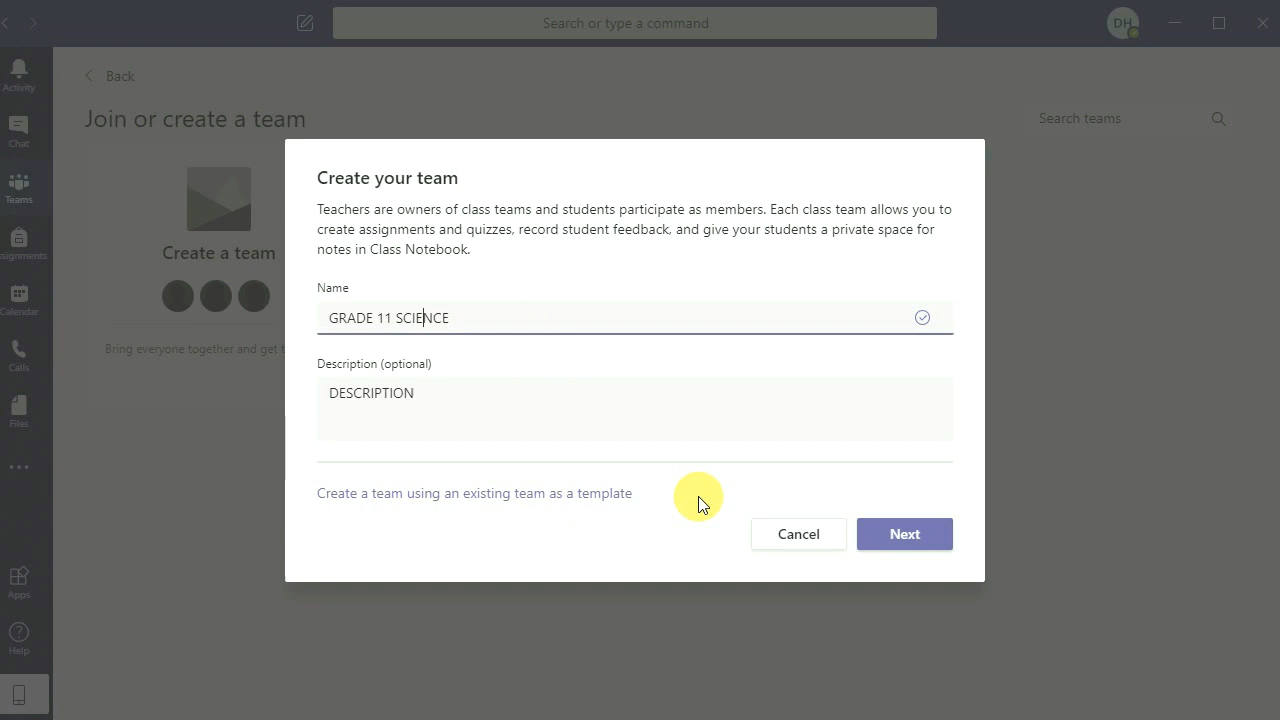 Search or type a command
DH
Activity
Chat
Teams
ssignments
Calendar
Calls
Files
Apps
Help
Back
Join or create a team
Search teams
Create a team
Bring everyone together and get t
Create your team
Teachers are owners of class teams and students participate as members. Each class team allows you to
create assignments and quizzes, record student feedback, and give your students a private space for
notes in Class Notebook.
Name
GRADE 11 SCIENCE
Description (optional)
DESCRIPTION
Create a team using an existing team as a template
Cancel
Next